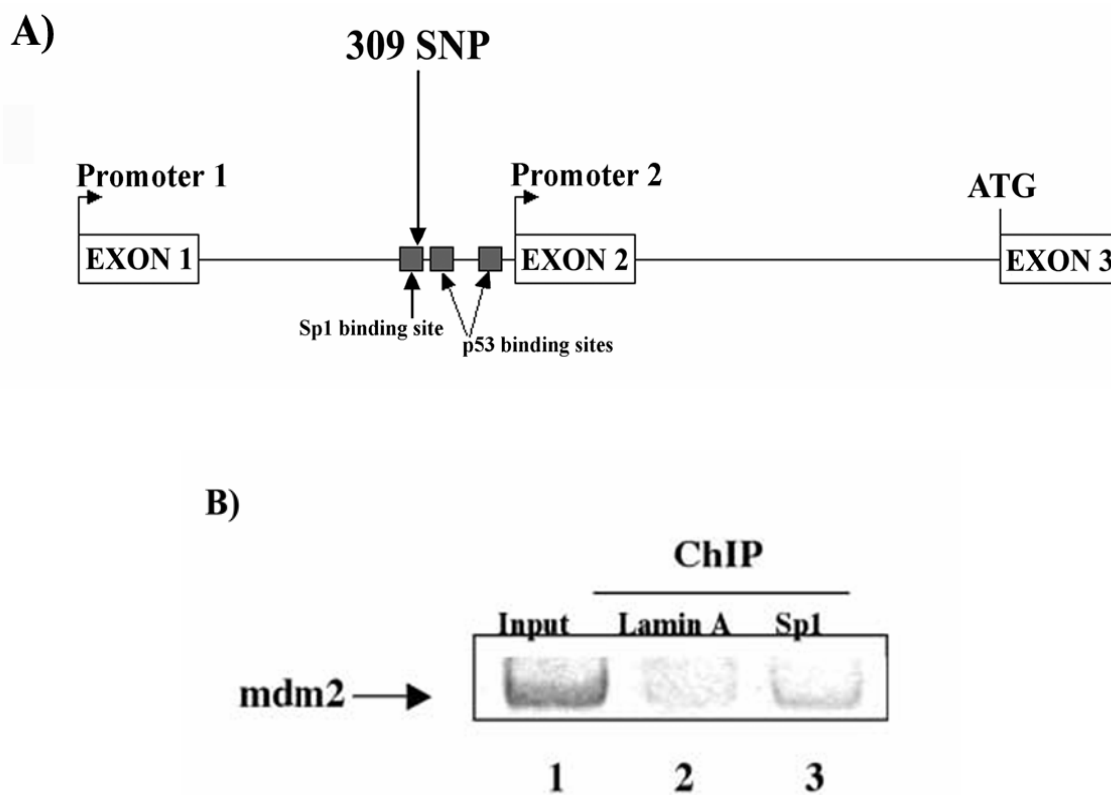 A)
309 SNP
Promoter 1
Promoter 2
ATG
EXON 1
EXON 2
EXON 3
Sp1 binding site
p53 binding sites
B)
ChIP
Input Lamin A Sp1
mdm2
1 2 3